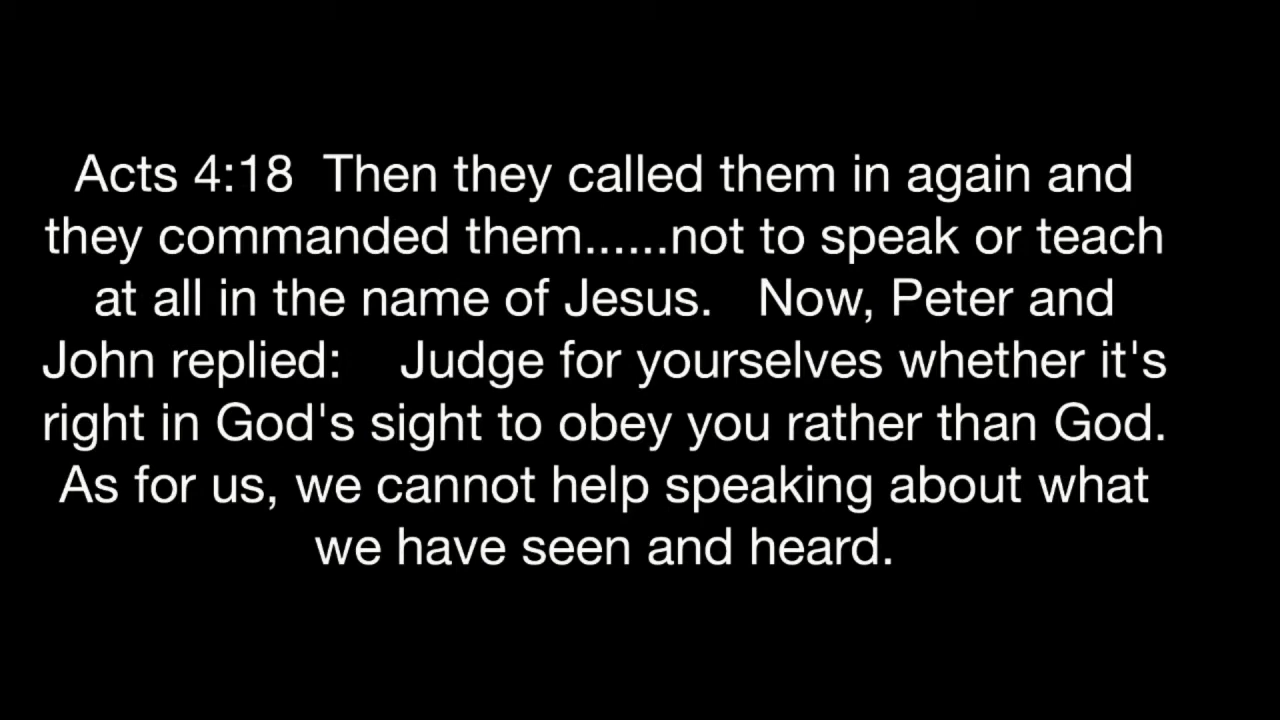 Acts 4:18  Then they called them in again and
they commanded them......not to speak or teach
at all in the name of Jesus.   Now, Peter and
John replied:    Judge for yourselves whether it's
right in God's sight to obey you rather than God.
As for us, we cannot help speaking about what
we have seen and heard.